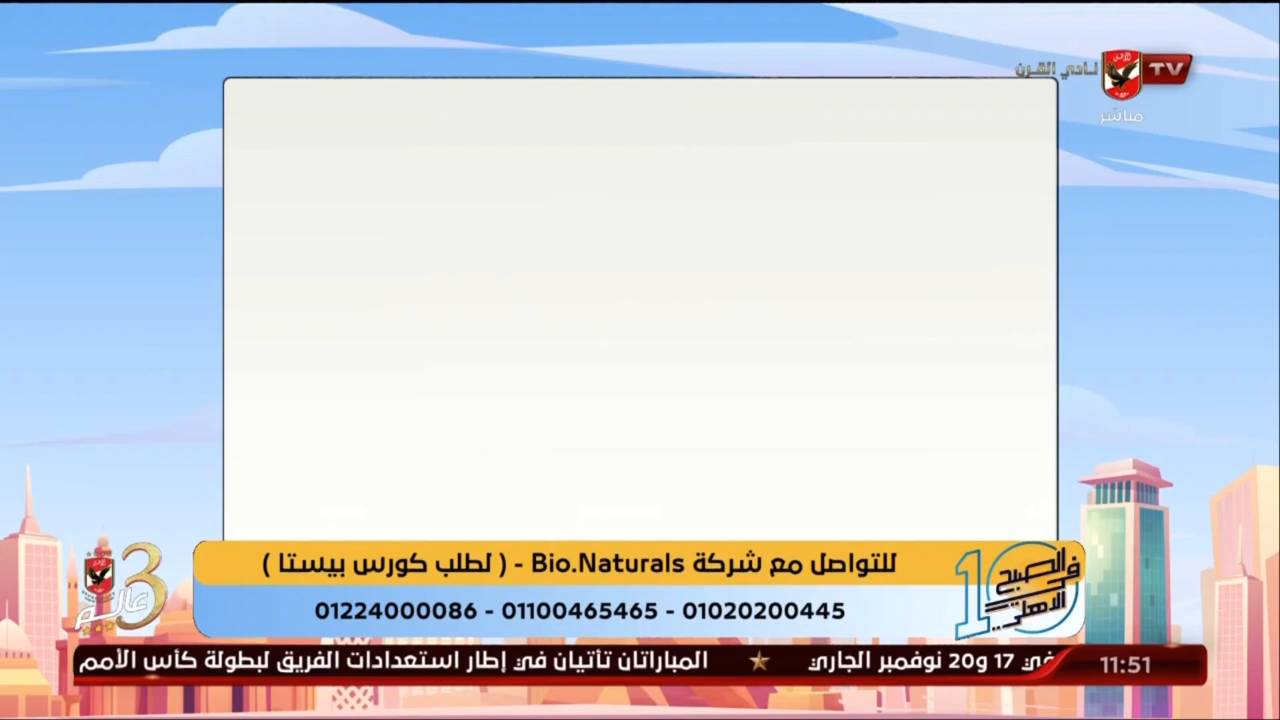 نادي القرن
TV
مباشر
للتواصل مع شركة Bio.Naturals - ( لطلب كورس بيستا )
01224000086 - 01100465465 - 01020200445
10 الصبح
في
الأهلي
3
عالم
11:51
في 17 و20 نوفمبر الجاري ★ المباراتان تأتيان في إطار استعدادات الفريق لبطولة كأس الأمم